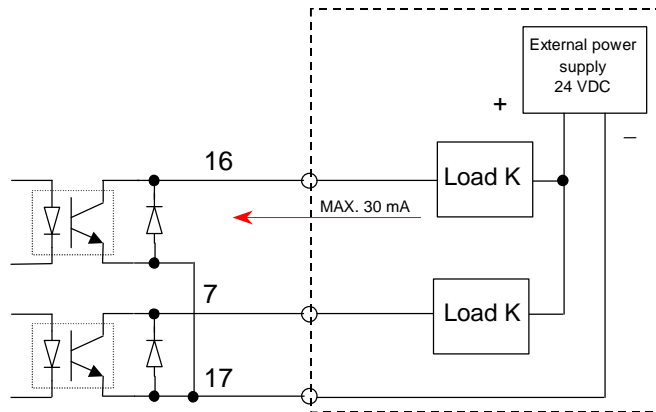 External power
supply
24 VDC
+
–
16
Load K
MAX. 30 mA
7
Load K
17